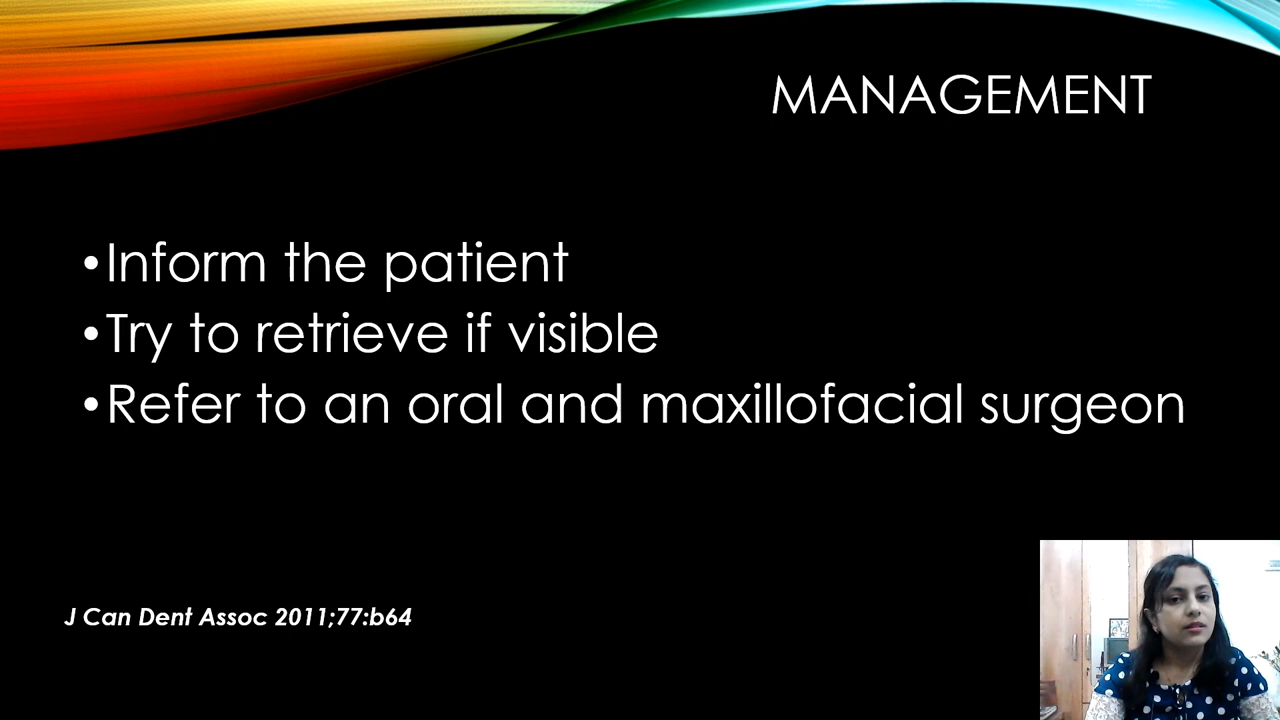 MANAGEMENT
•Inform the patient
•Try to retrieve if visible
•Refer to an oral and maxillofacial surgeon
J Can Dent Assoc 2011;77:b64